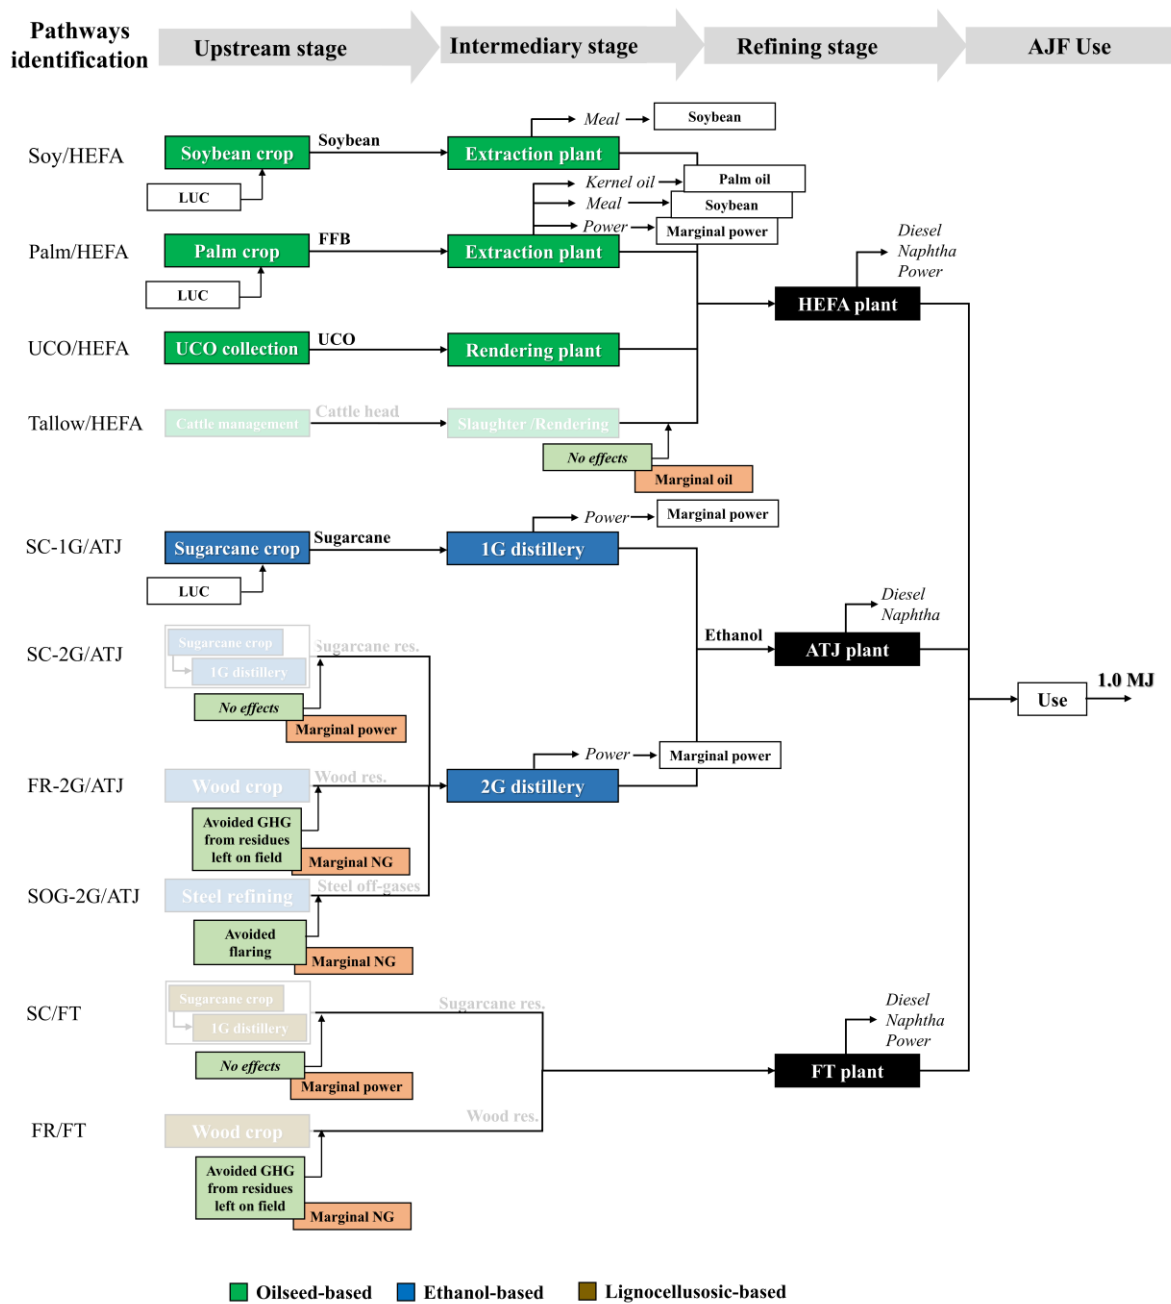 Pathways
identification
Upstream stage
Intermediary stage
Refining stage
AJF Use
Meal
Soybean
Soy/HEFA
Soybean crop
Soybean
Extraction plant
LUC
Kernel oil
Palm oil
Meal
Soybean
Power
Marginal power
Palm/HEFA
Palm crop
FFB
Extraction plant
LUC
Diesel
Naphtha
Power
HEFA plant
UCO/HEFA
UCO collection
UCO
Rendering plant
Tallow/HEFA
Cattle management
Cattle head
Slaughter /Rendering
No effects
Marginal oil
Power
Marginal power
SC-1G/ATJ
Sugarcane crop
Sugarcane
1G distillery
LUC
Diesel
Naphtha
Ethanol
ATJ plant
SC-2G/ATJ
Sugarcane crop
1G distillery
Sugarcane res.
No effects
Marginal power
Use
1.0 MJ
Power
Marginal power
FR-2G/ATJ
Wood crop
Wood res.
2G distillery
Avoided GHG
from residues
left on field
Marginal NG
SOG-2G/ATJ
Steel refining
Steel off-gases
Avoided
flaring
Marginal NG
SC/FT
Sugarcane crop
1G distillery
Sugarcane res.
No effects
Marginal power
Diesel
Naphtha
Power
FT plant
FR/FT
Wood crop
Wood res.
Avoided GHG
from residues
left on field
Marginal NG
Oilseed-based
Ethanol-based
Lignocellusosic-based